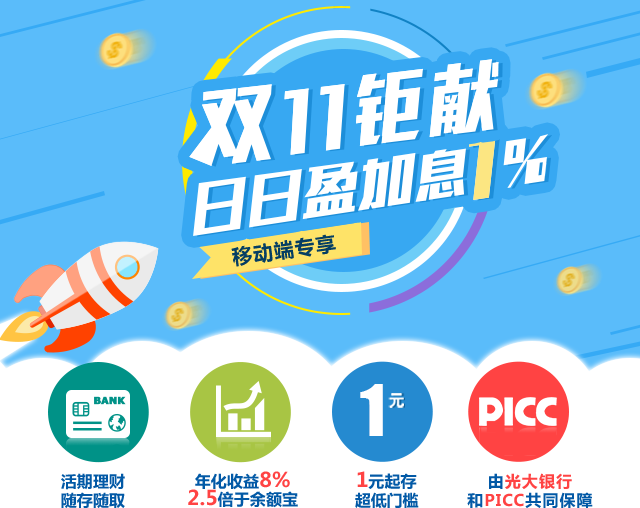 双11钜献
日日盈加息1%
移动端专享
BANK
1元
PICC
活期理财
随存随取
年化收益8%
2.5倍于余额宝
1元起存
超低门槛
由光大银行
和PICC共同保障